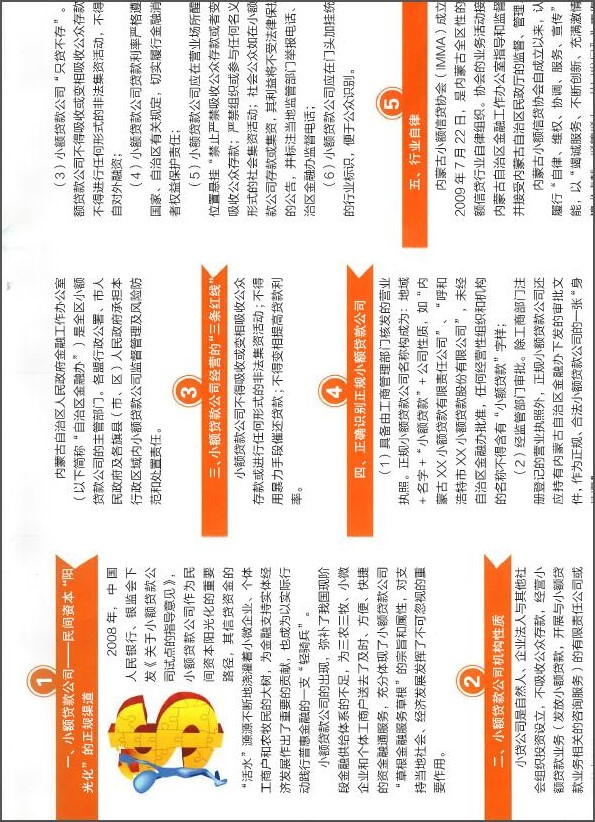 1
一、小额贷款公司——民间资本“阳
光化”的正规渠道
2008年，中国
人民银行、银监会下
发《关于小额贷款公
司试点的指导意见》，
小额贷款公司作为民
间资本阳光化的重要
路径，其信贷资金的
“活水”源源不断地浇灌着小微企业、个体
工商户和农牧民的大树，为金融支持实体经
济发展作出了重要的贡献，也成为以实际行
动践行普惠金融的一支“轻骑兵”。
小额贷款公司的出现，弥补了我国现阶
段金融供给体系的不足，为三农三牧、小微
企业和个体工商户送去了及时、方便、快捷
的资金融通服务，充分体现了小额贷款公司
“草根金融服务草根”的宗旨和属性，对支
持当地社会、经济发展发挥了不可忽视的重
要作用。
2
二、小额贷款公司机构性质
小贷公司是自然人、企业法人与其他社
会组织投资设立，不吸收公众存款，经营小
额贷款业务（发放小额贷款，开展与小额贷
款业务相关的咨询服务）的有限责任公司或
内蒙古自治区人民政府金融工作办公室
（以下简称“自治区金融办”））是全区小额
贷款公司的主管部门。各盟行政公署、市人
民政府及各旗县（市、区）人民政府承担本
行政区域内小额贷款公司监督管理及风险防
范和处置责任。
3
三、小额贷款公司经营的“三条红线”
小额贷款公司不得吸收或变相吸收公众
存款或进行任何形式的非法集资活动；不得
用暴力手段催还贷款；不得变相提高贷款利
率。
4
四、正确识别正规小额贷款公司
（1）具备由工商管理部门核发的营业
执照。正规小额贷款公司名称构成为：地域
+名字+“小额贷款”+公司性质，如“内
蒙古XX小额贷款有限责任公司”、“呼和
浩特市XX小额贷款股份有限公司”，未经
自治区金融办批准，任何经营性组织和机构
的名称不得含有“小额贷款”字样；
（2）经监管部门审批。除工商部门注
册登记的营业执照外，正规小额贷款公司还
应持有内蒙古自治区金融办下发的审批文
件，作为正规、合法小额贷款公司的一张“身
（3）小额贷款公司“只贷不存”。
额贷款公司不得吸收或变相吸收公众存款
不得进行任何形式的非法集资活动，不得
自对外融资；
（4）小额贷款公司贷款利率严格遵
国家、自治区有关规定，切实履行金融消
者权益保护责任；
（5）小额贷款公司应在营业场所醒
位置悬挂“禁止严禁吸收公众存款或者变
吸收公众存款；严禁组织或参与任何名义
形式的社会集资活动；社会公众如在小额
款公司存款或集资，其利益将不受法律保
的公告，并标注当地监管部门举报电话、
治区金融办监督电话；
（6）小额贷款公司应在门头加挂统
的行业标识，便于公众识别。
5
五、行业自律
内蒙古小额信贷协会（IMMA）成立
2009年7月22日，是内蒙古全区性的
额信贷行业自律组织。协会的业务活动接
内蒙古自治区金融工作办公室指导和监督
并接受内蒙古自治区民政厅的监督、管理
内蒙古小额信贷协会自成立以来，认
履行“自律、维权、协调、服务、宣传”
能，以“竭诚服务、不断创新、充满激情